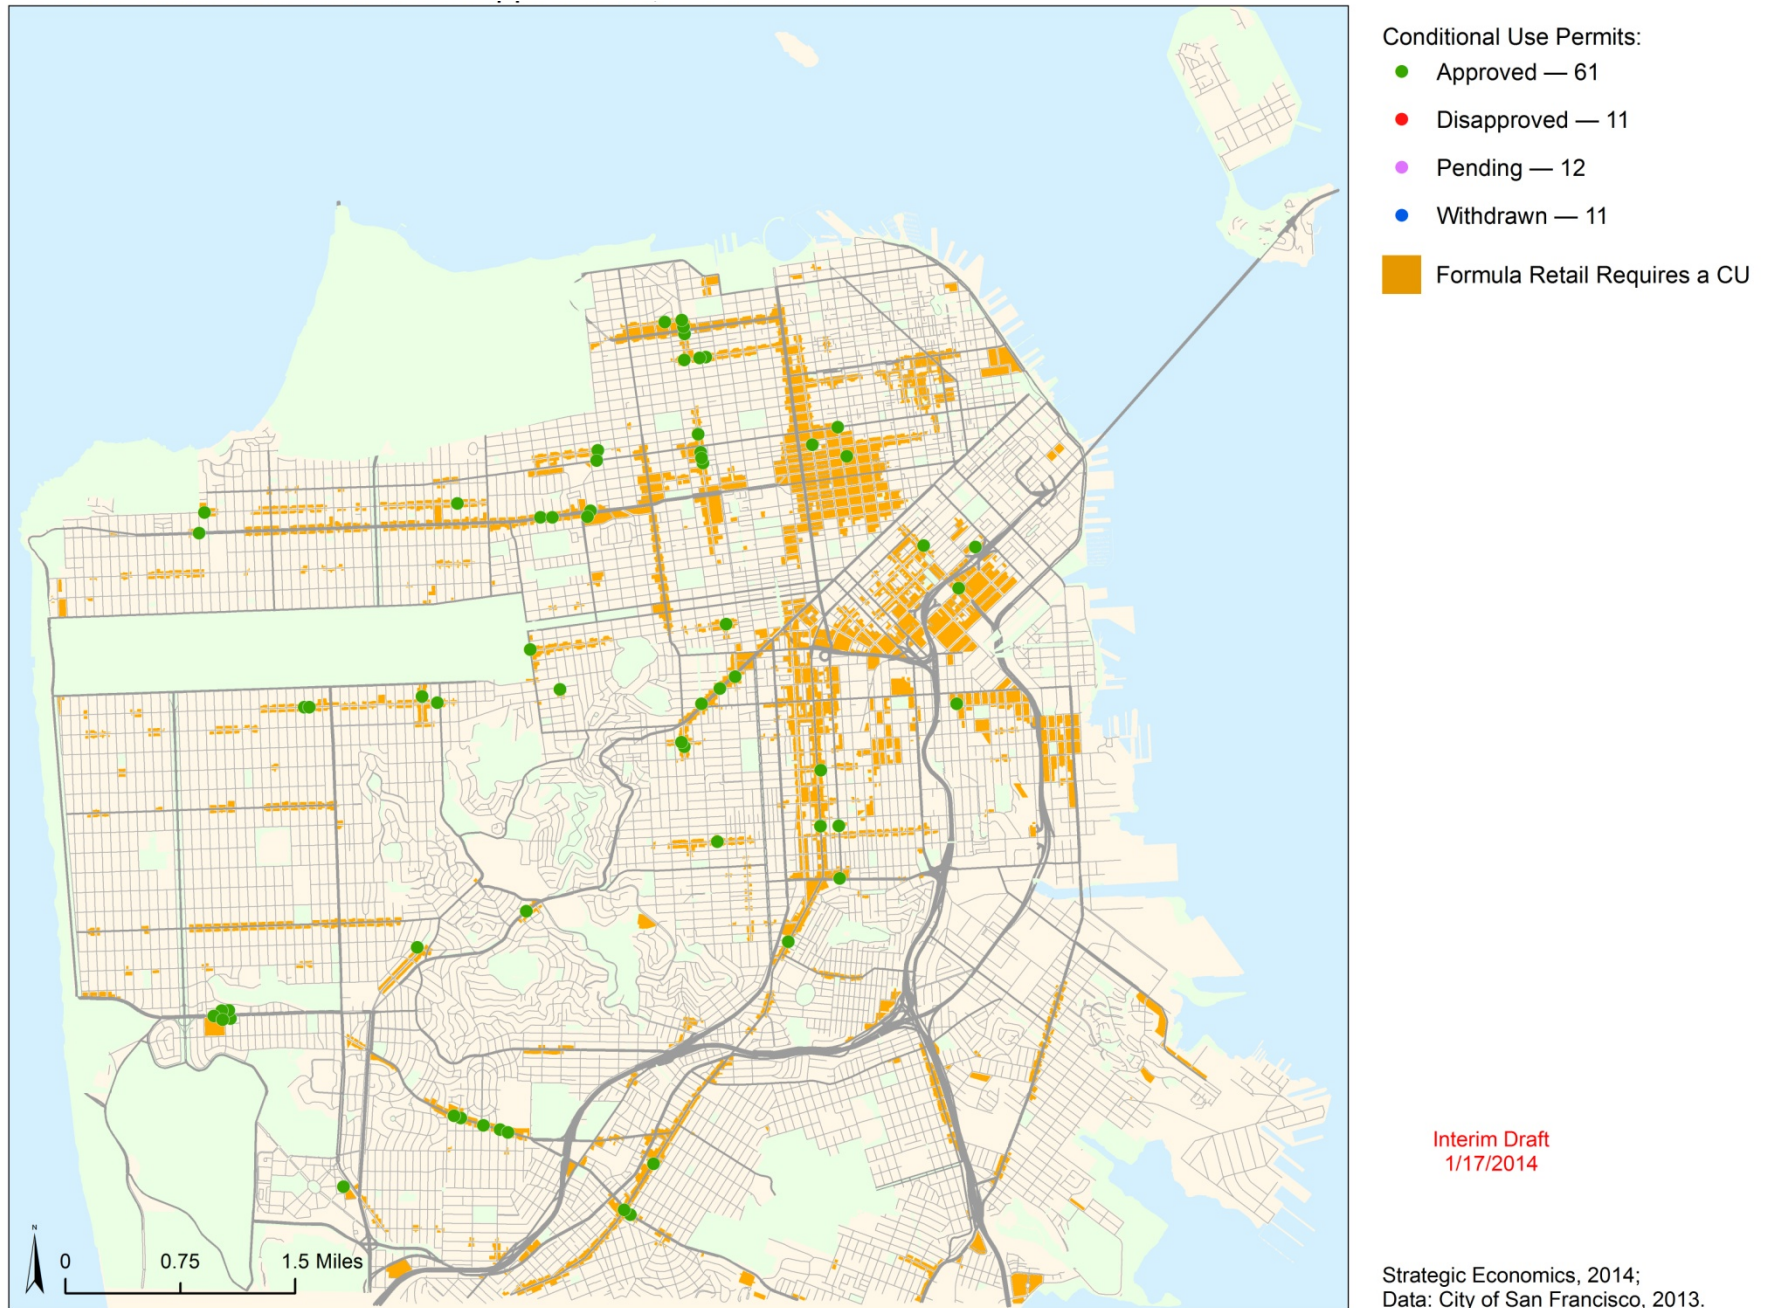 Conditional Use Permits:
Approved — 61
Disapproved — 11
Pending — 12
Withdrawn — 11
Formula Retail Requires a CU
Interim Draft
1/17/2014
N
0 0.75 1.5 Miles
Strategic Economics, 2014;
Data: City of San Francisco, 2013.